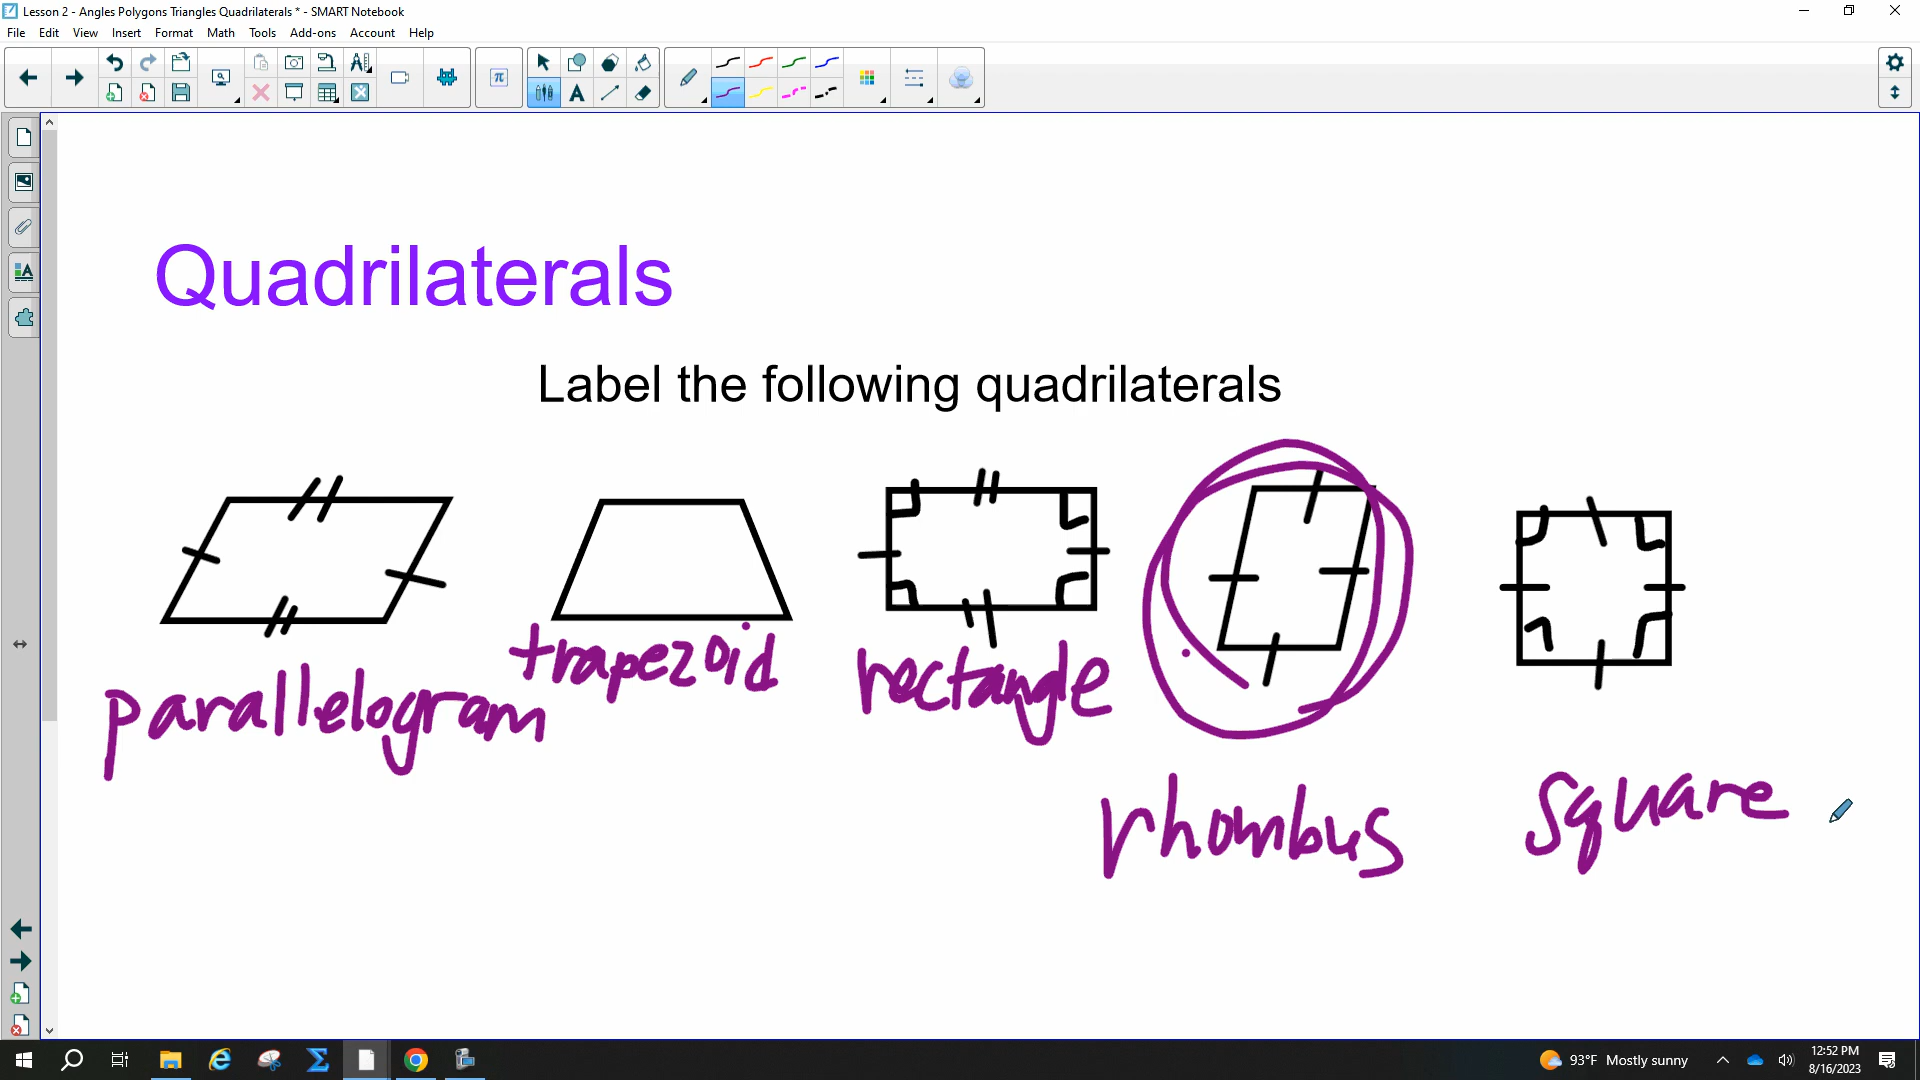 Lesson 2 - Angles Polygons Triangles Quadrilaterals * - SMART Notebook
File Edit View Insert Format Math Tools Add-ons Account Help
Quadrilaterals
Label the following quadrilaterals
parallelogram trapezoid rectangle
rhombus square
93°F Mostly sunny
12:52 PM
8/16/2023